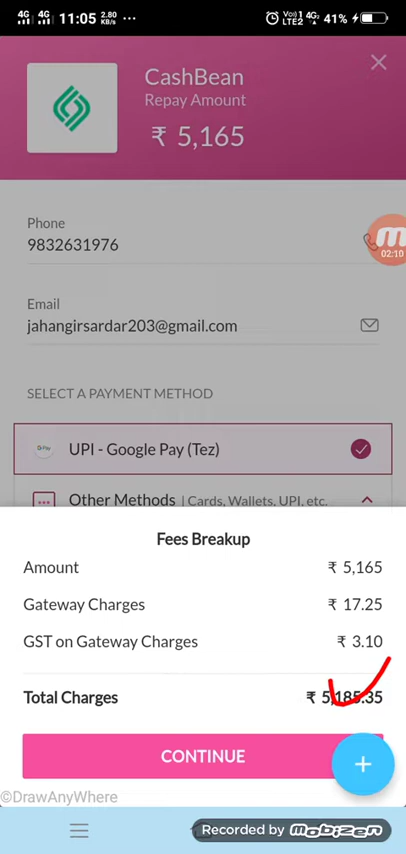 4G 4G 11:05 2.80 KB/s ... Vo)) 1 LTE2 4G 41%
CashBean
Repay Amount
₹ 5,165
Phone
9832631976
02:10
Email
jahangirsardar203@gmail.com
SELECT A PAYMENT METHOD
G Pay UPI - Google Pay (Tez)
Other Methods | Cards, Wallets, UPI, etc.
Fees Breakup
Amount ₹ 5,165
Gateway Charges ₹ 17.25
GST on Gateway Charges ₹ 3.10
Total Charges ₹ 5,185.35
CONTINUE
+
©DrawAnyWhere
Recorded by mobizen